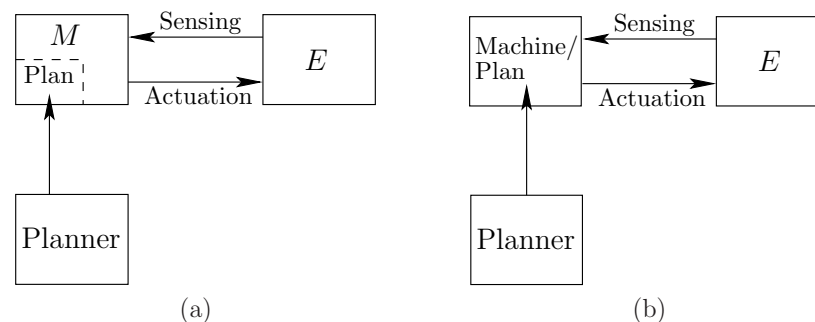 Sensing
M
Plan
E
Actuation
Planner
(a)
Sensing
Machine/
Plan
E
Actuation
Planner
(b)